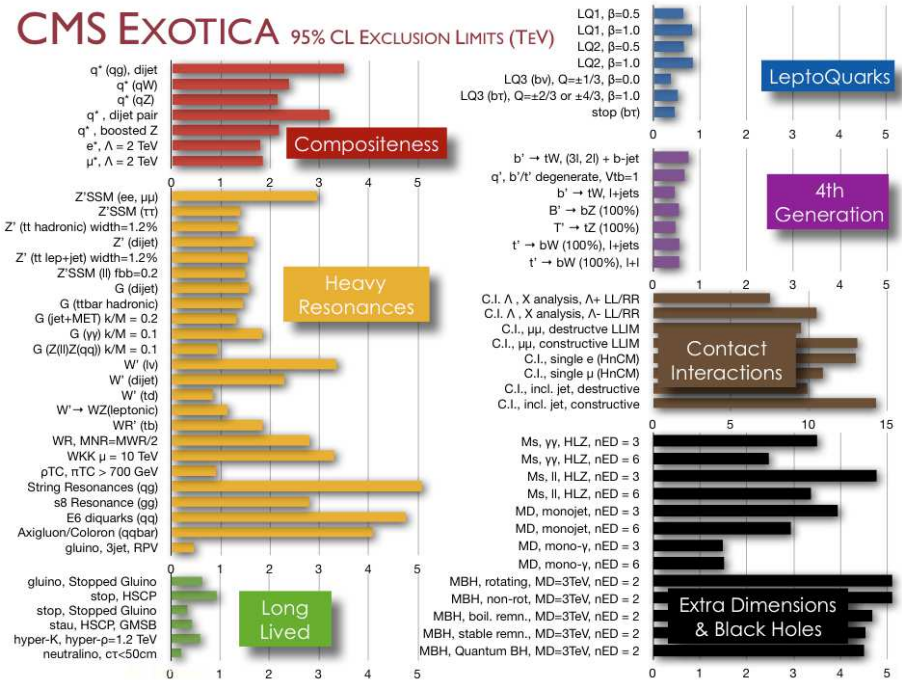 CMS EXOTICA 95% CL EXCLUSION LIMITS (TEV)
q* (qg), dijet
q* (qW)
q* (qZ)
q* , dijet pair
q* , boosted Z
e*, Λ = 2 TeV
μ*, Λ = 2 TeV
Compositeness
0 1 2 3 4 5
Z'SSM (ee, μμ)
Z'SSM (ττ)
Z' (tt hadronic) width=1.2%
Z' (dijet)
Z' (tt lep+jet) width=1.2%
Z'SSM (ll) fbb=0.2
G (dijet)
G (ttbar hadronic)
G (jet+MET) k/M = 0.2
G (γγ) k/M = 0.1
G (Z(ll)Z(qq)) k/M = 0.1
W' (lν)
W' (dijet)
W' (td)
W'→ WZ(leptonic)
WR' (tb)
WR, MNR=MWR/2
WKK μ = 10 TeV
ρTC, πTC > 700 GeV
String Resonances (qg)
s8 Resonance (gg)
E6 diquarks (qq)
Axigluon/Coloron (qqbar)
gluino, 3jet, RPV
Heavy
Resonances
0 1 2 3 4 5
gluino, Stopped Gluino
stop, HSCP
stop, Stopped Gluino
stau, HSCP, GMSB
hyper-K, hyper-ρ=1.2 TeV
neutralino, cτ<50cm
Long
Lived
0 1 2 3 4 5
LQ1, β=0.5
LQ1, β=1.0
LQ2, β=0.5
LQ2, β=1.0
LQ3 (bν), Q=±1/3, β=0.0
LQ3 (bτ), Q=±2/3 or ±4/3, β=1.0
stop (bτ)
LeptoQuarks
0 1 2 3 4 5
b' → tW, (3l, 2l) + b-jet
q', b'/t' degenerate, Vtb=1
b' → tW, l+jets
B' → bZ (100%)
T' → tZ (100%)
t' → bW (100%), l+jets
t' → bW (100%), l+l
4th
Generation
0 1 2 3 4 5
C.I. Λ , X analysis, Λ+ LL/RR
C.I. Λ , X analysis, Λ- LL/RR
C.I., μμ, destructve LLIM
C.I., μμ, constructive LLIM
C.I., single e (HnCM)
C.I., single μ (HnCM)
C.I., incl. jet, destructive
C.I., incl. jet, constructive
Contact
Interactions
0 5 10 15
Ms, γγ, HLZ, nED = 3
Ms, γγ, HLZ, nED = 6
Ms, ll, HLZ, nED = 3
Ms, ll, HLZ, nED = 6
MD, monojet, nED = 3
MD, monojet, nED = 6
MD, mono-γ, nED = 3
MD, mono-γ, nED = 6
MBH, rotating, MD=3TeV, nED = 2
MBH, non-rot, MD=3TeV, nED = 2
MBH, boil. remn., MD=3TeV, nED = 2
MBH, stable remn., MD=3TeV, nED = 2
MBH, Quantum BH, MD=3TeV, nED = 2
Extra Dimensions
& Black Holes
0 1 2 3 4 5